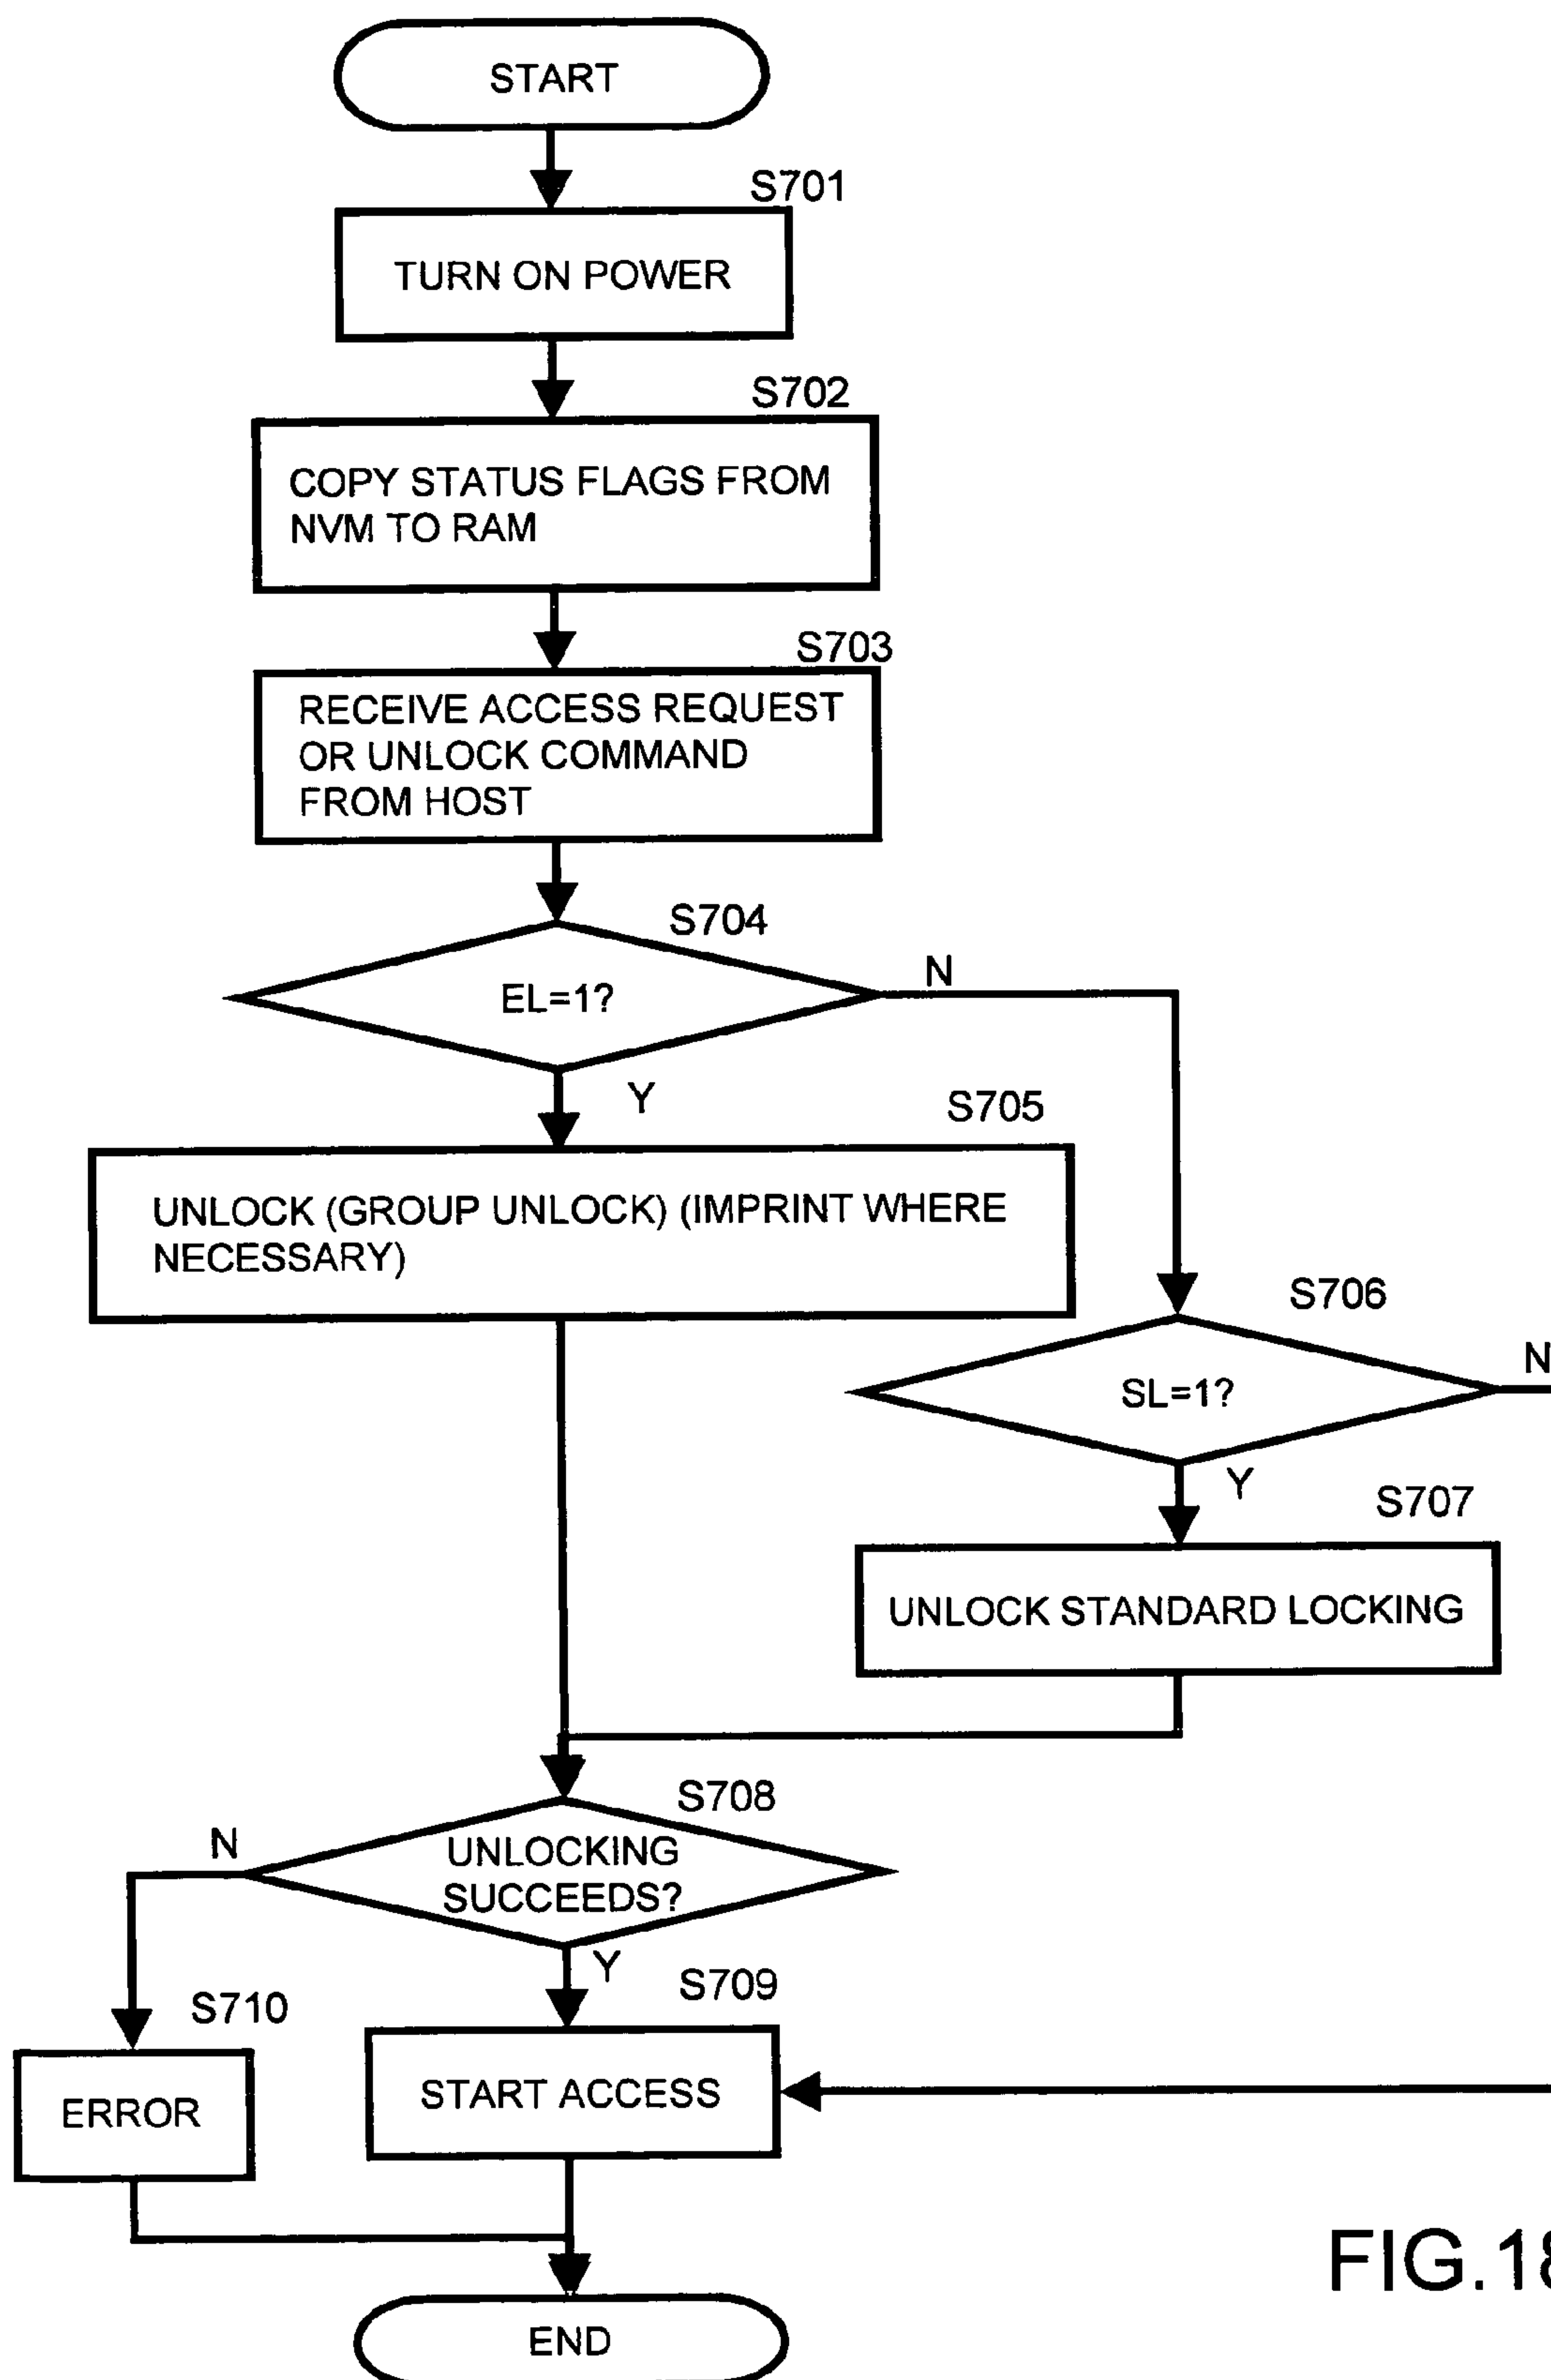 START
S701
TURN ON POWER
S702
COPY STATUS FLAGS FROM
NVM TO RAM
S703
RECEIVE ACCESS REQUEST
OR UNLOCK COMMAND
FROM HOST
S704
EL=1?
N
Y
S705
UNLOCK (GROUP UNLOCK) (IMPRINT WHERE
NECESSARY)
S706
SL=1?
N
Y
S707
UNLOCK STANDARD LOCKING
S708
UNLOCKING
SUCCEEDS?
N
Y
S709
START ACCESS
S710
ERROR
END
FIG.18